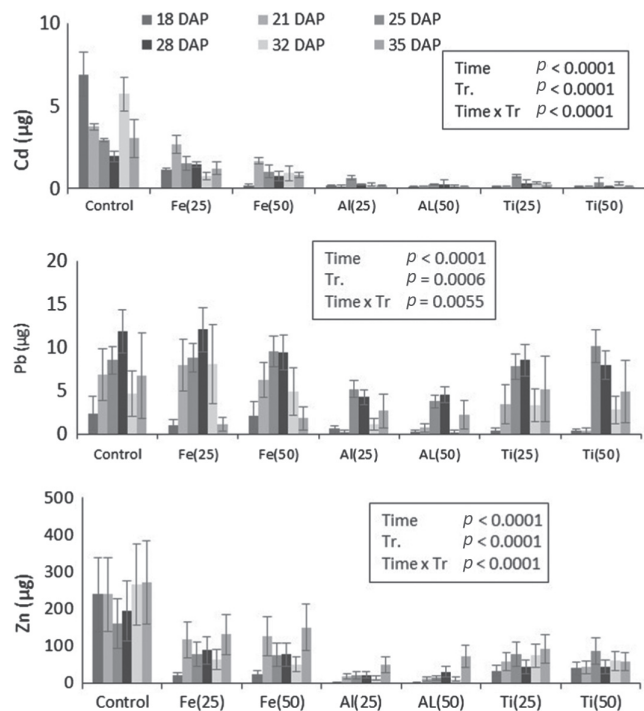 18 DAP 21 DAP 25 DAP
28 DAP 32 DAP 35 DAP
10
5
0
Cd (µg)
Time p < 0.0001
Tr. p < 0.0001
Time x Tr p < 0.0001
Control Fe(25) Fe(50) Al(25) AL(50) Ti(25) Ti(50)
20
15
10
5
0
Pb (µg)
Time p < 0.0001
Tr. p = 0.0006
Time x Tr p = 0.0055
Control Fe(25) Fe(50) Al(25) AL(50) Ti(25) Ti(50)
500
400
300
200
100
0
Zn (µg)
Time p < 0.0001
Tr. p < 0.0001
Time x Tr p < 0.0001
Control Fe(25) Fe(50) Al(25) AL(50) Ti(25) Ti(50)